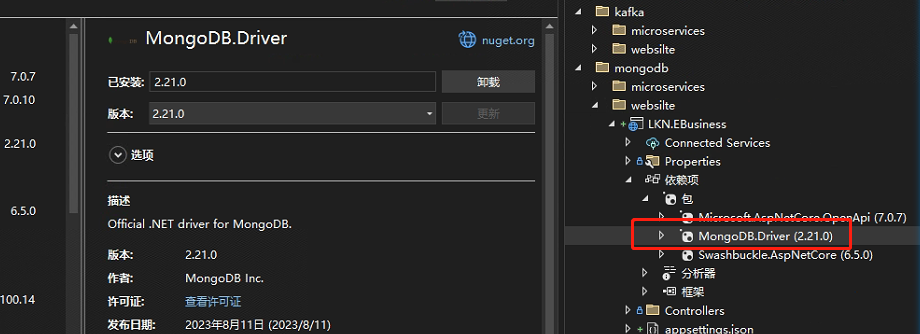 7.0.7
7.0.10
2.21.0
6.5.0
100.14
MongoDB.Driver
nuget.org
已安装:
2.21.0
卸载
版本:
2.21.0
更新
选项
描述
Official .NET driver for MongoDB.
版本:
2.21.0
作者:
MongoDB Inc.
许可证:
查看许可证
发布日期:
2023年8月11日 (2023/8/11)
kafka
microservices
websilte
mongodb
microservices
websilte
LKN.EBusiness
Connected Services
Properties
依赖项
包
Microsoft.AspNetCore.OpenApi (7.0.7)
MongoDB.Driver (2.21.0)
Swashbuckle.AspNetCore (6.5.0)
分析器
框架
Controllers
appsettings.json